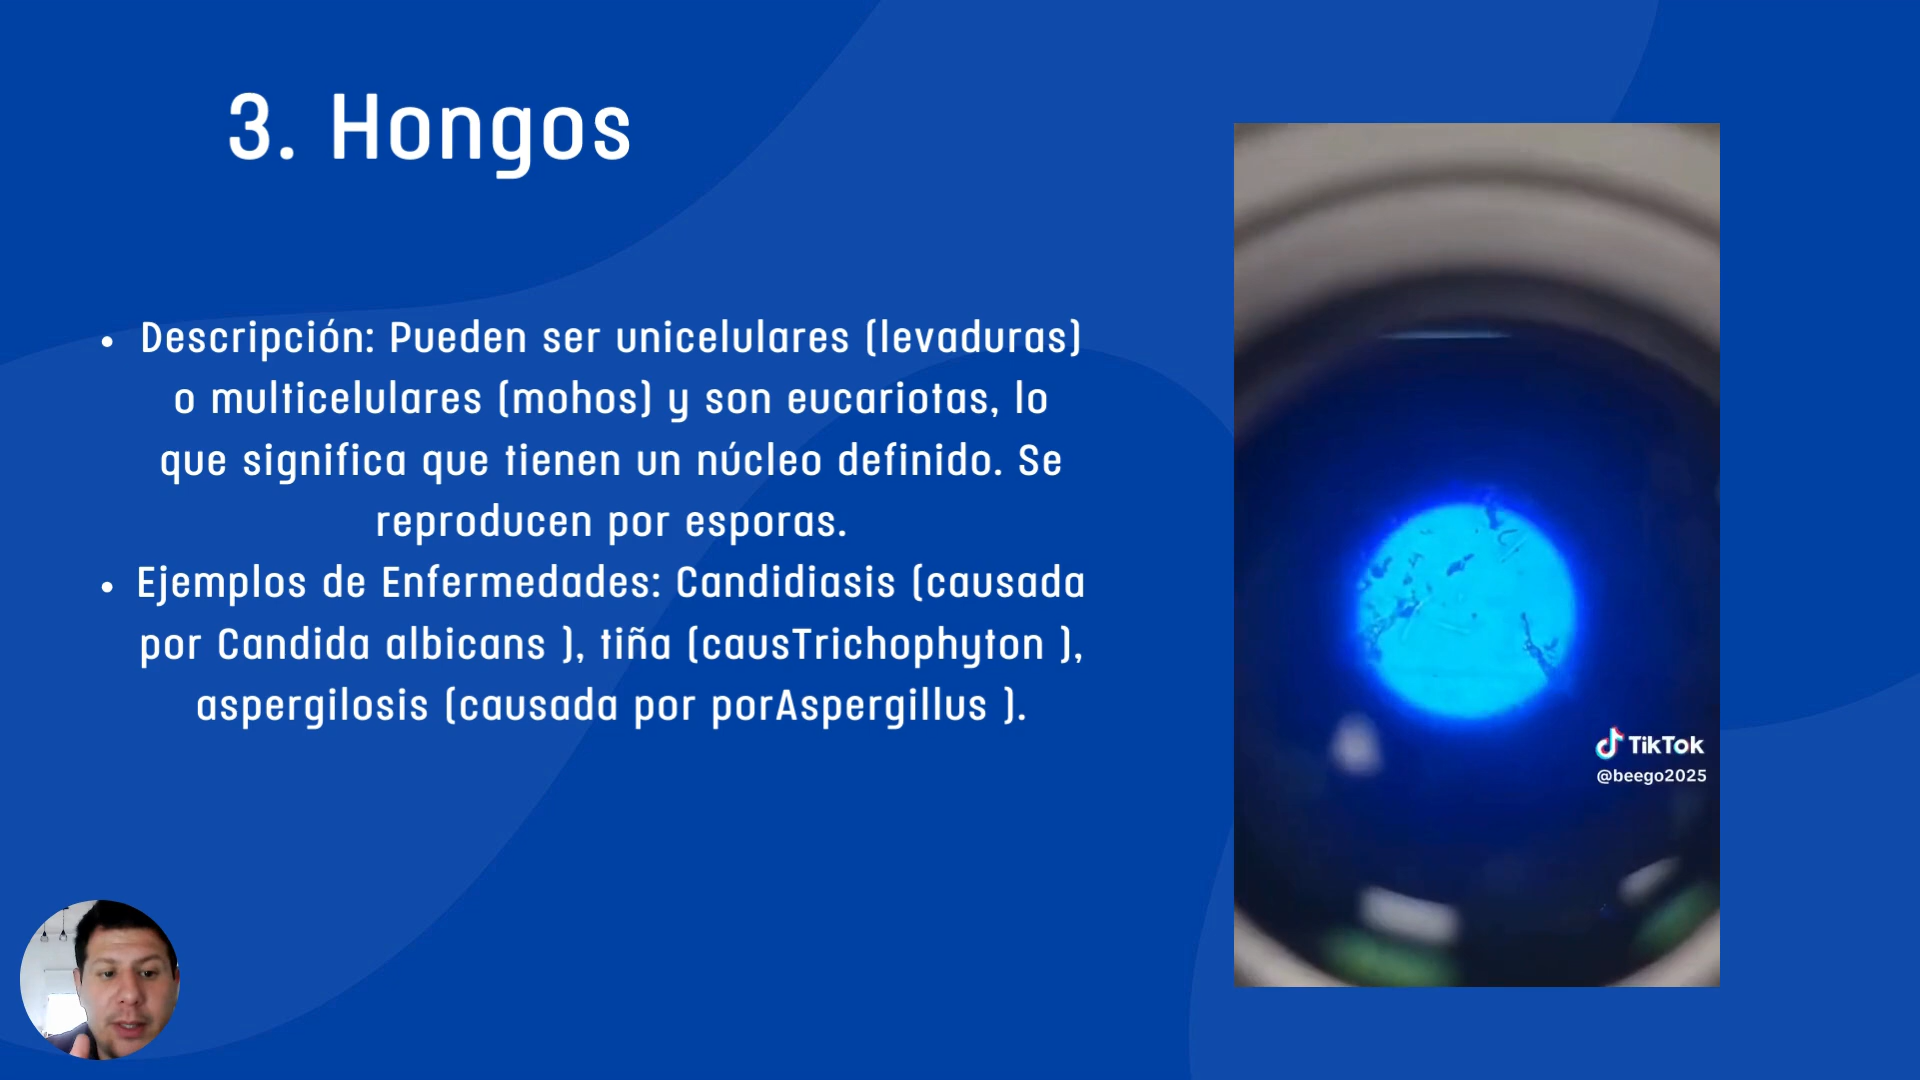 3. Hongos
• Descripción: Pueden ser unicelulares (levaduras)
o multicelulares (mohos) y son eucariotas, lo
que significa que tienen un núcleo definido. Se
reproducen por esporas.
• Ejemplos de Enfermedades: Candidiasis (causada
por Candida albicans ), tiña (causTrichophyton ),
aspergilosis (causada por porAspergillus ).
TikTok
@beego2025